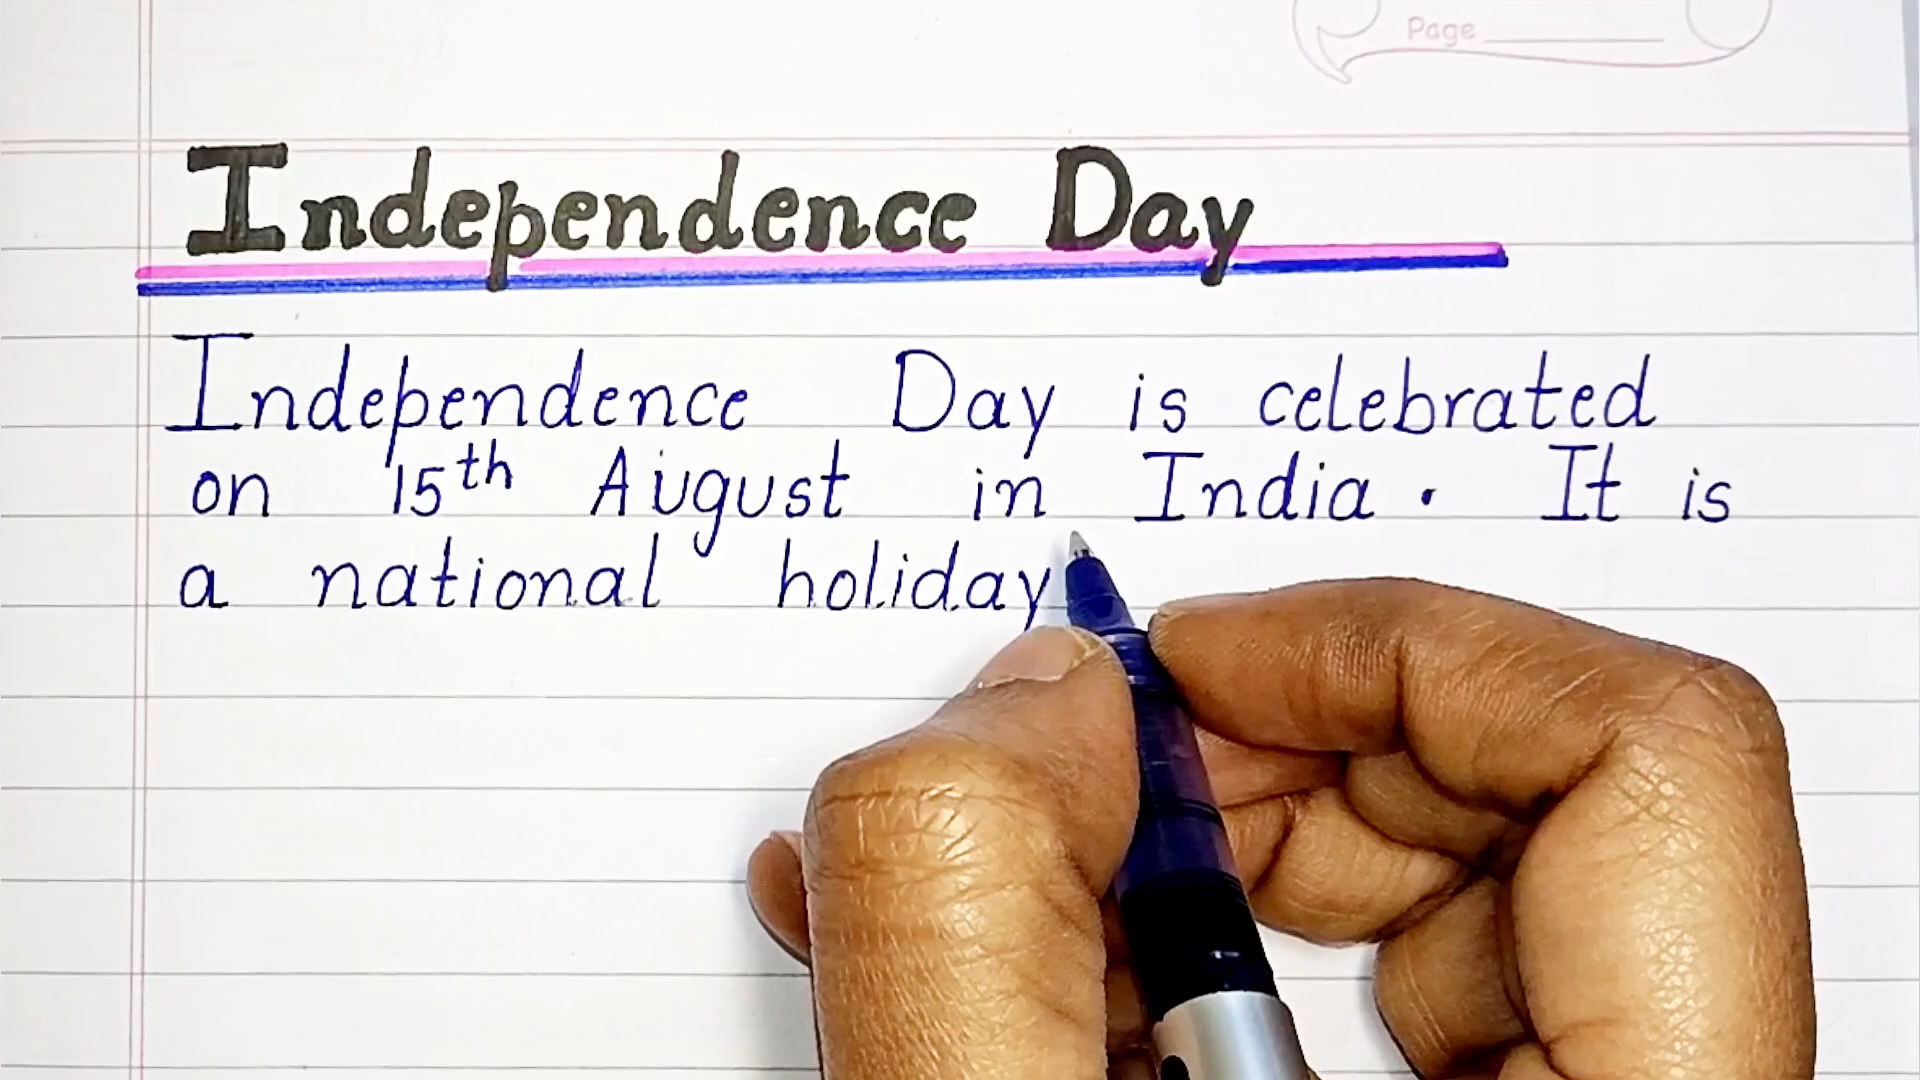 Page
Independence Day
Independence Day is celebrated
on 15th August in India. It is
a national holiday